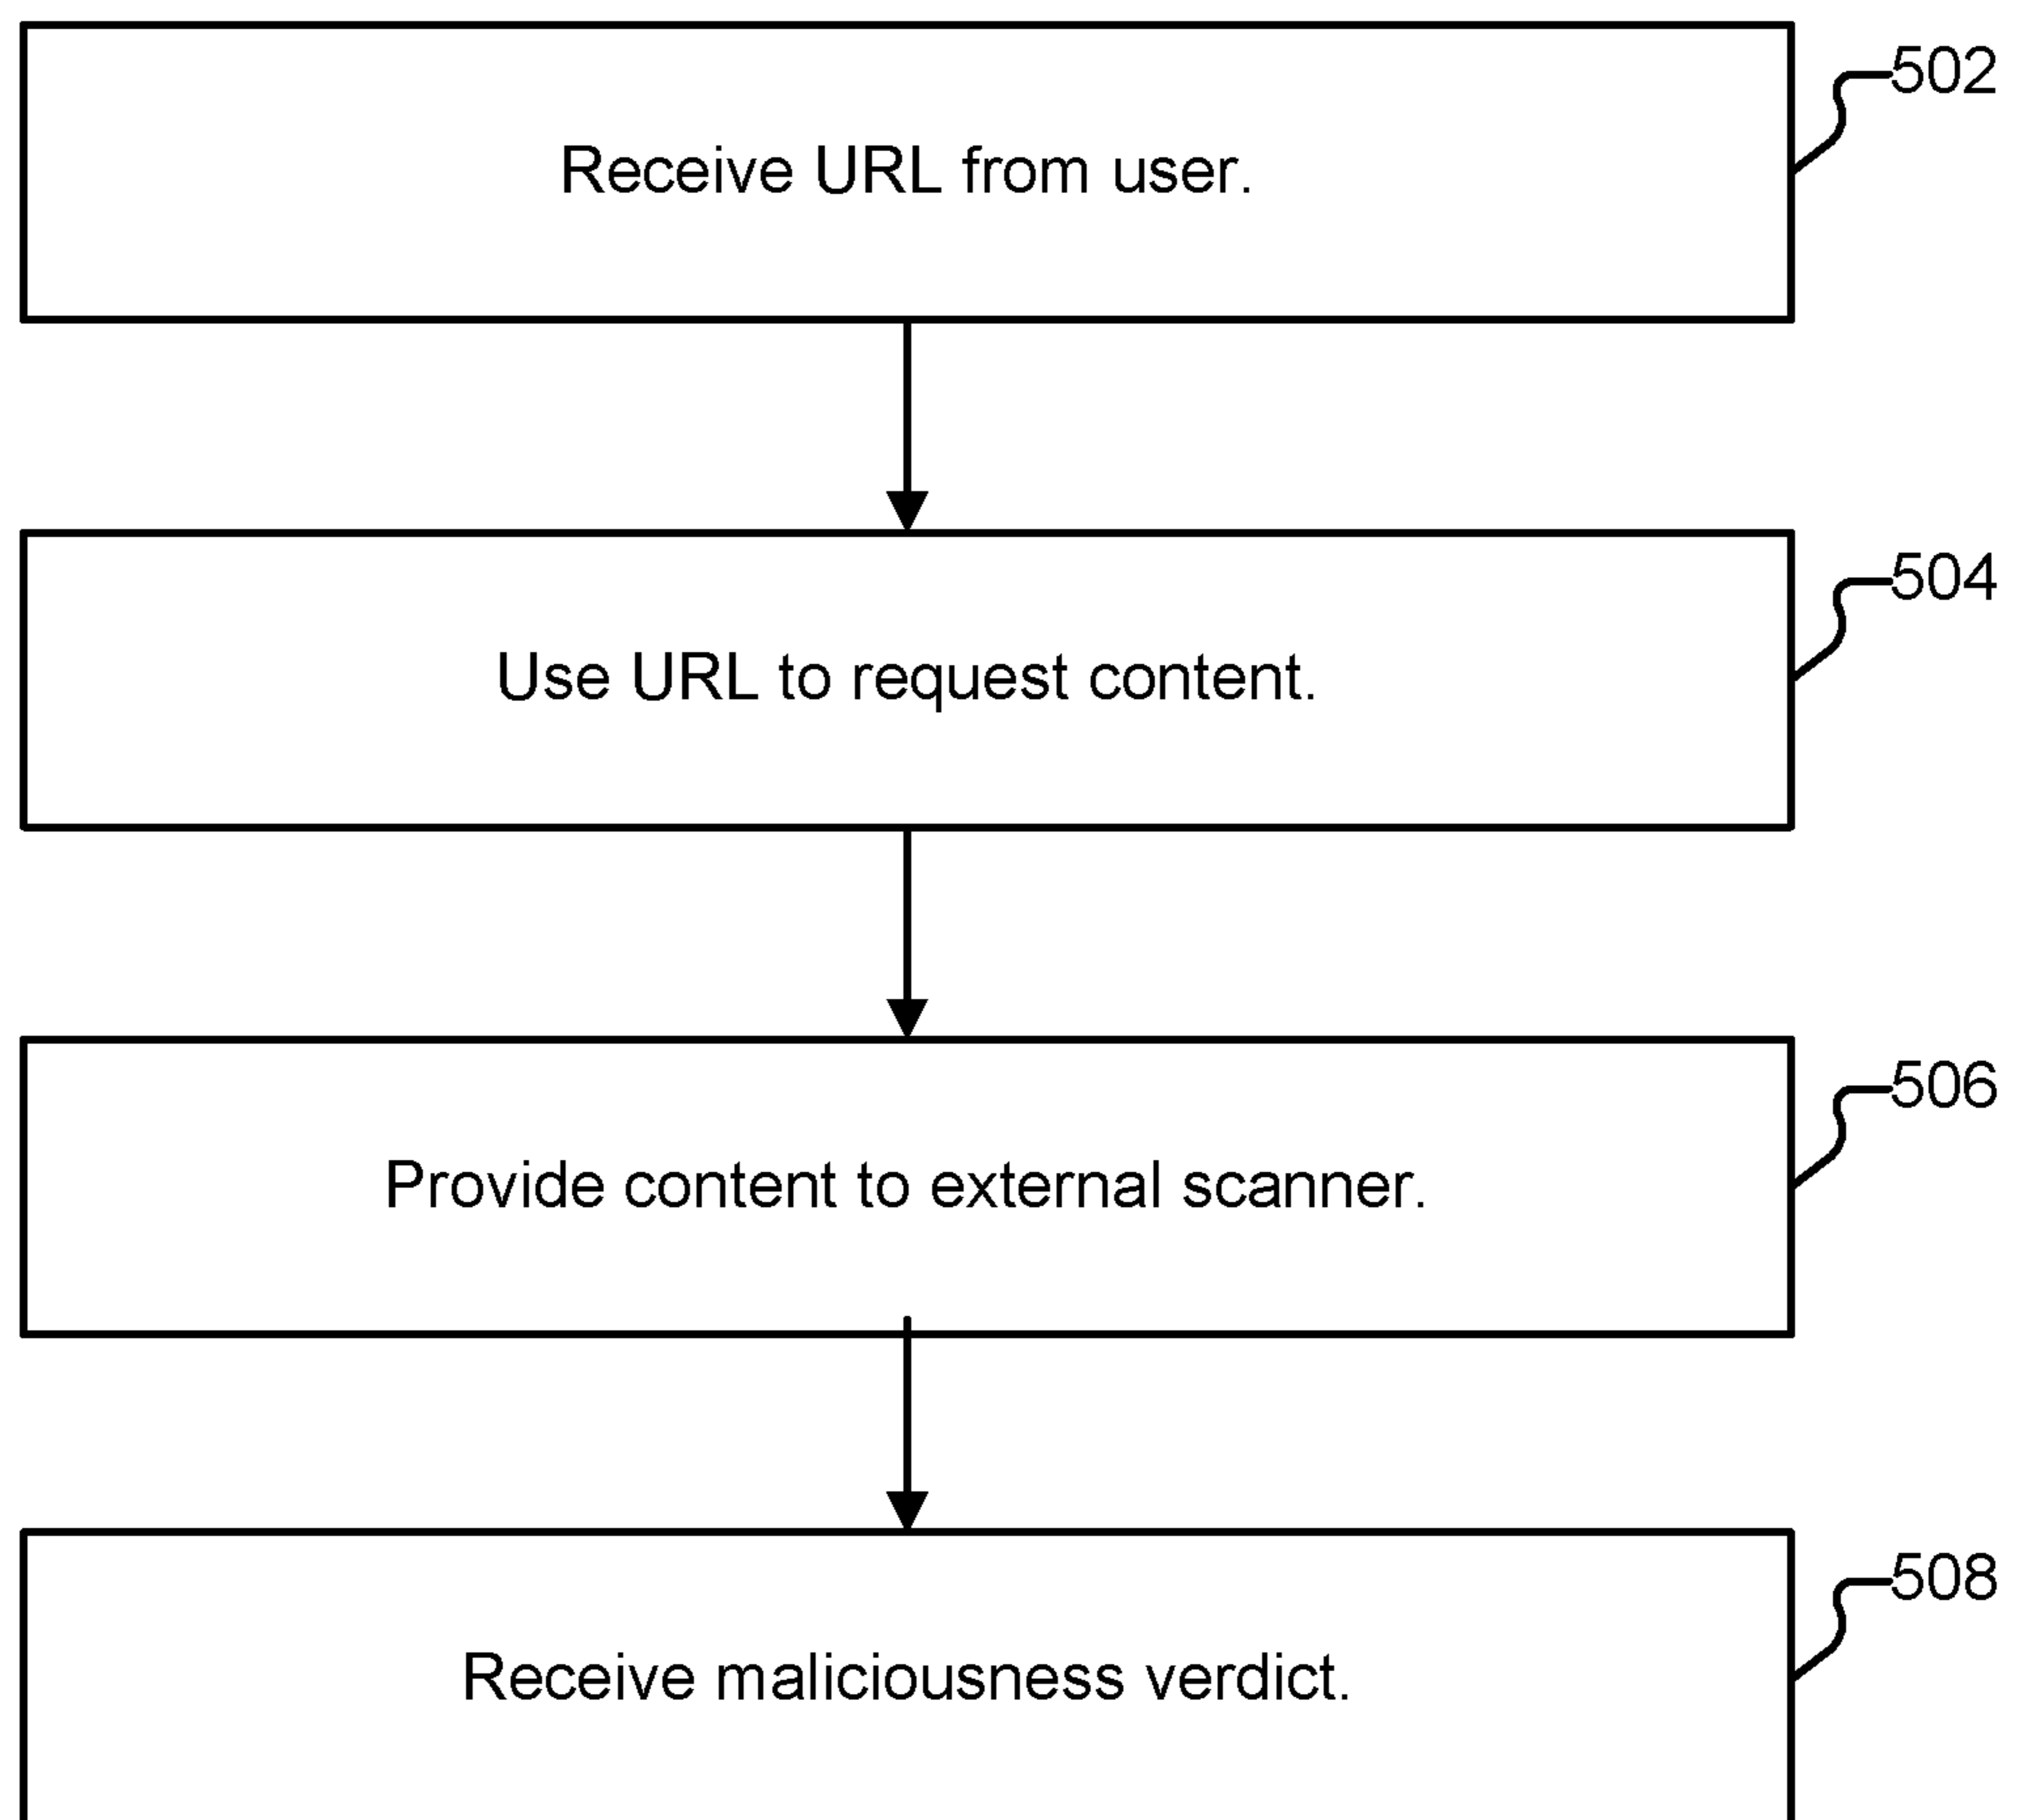 502
Receive URL from user.
504
Use URL to request content.
506
Provide content to external scanner.
508
Receive maliciousness verdict.